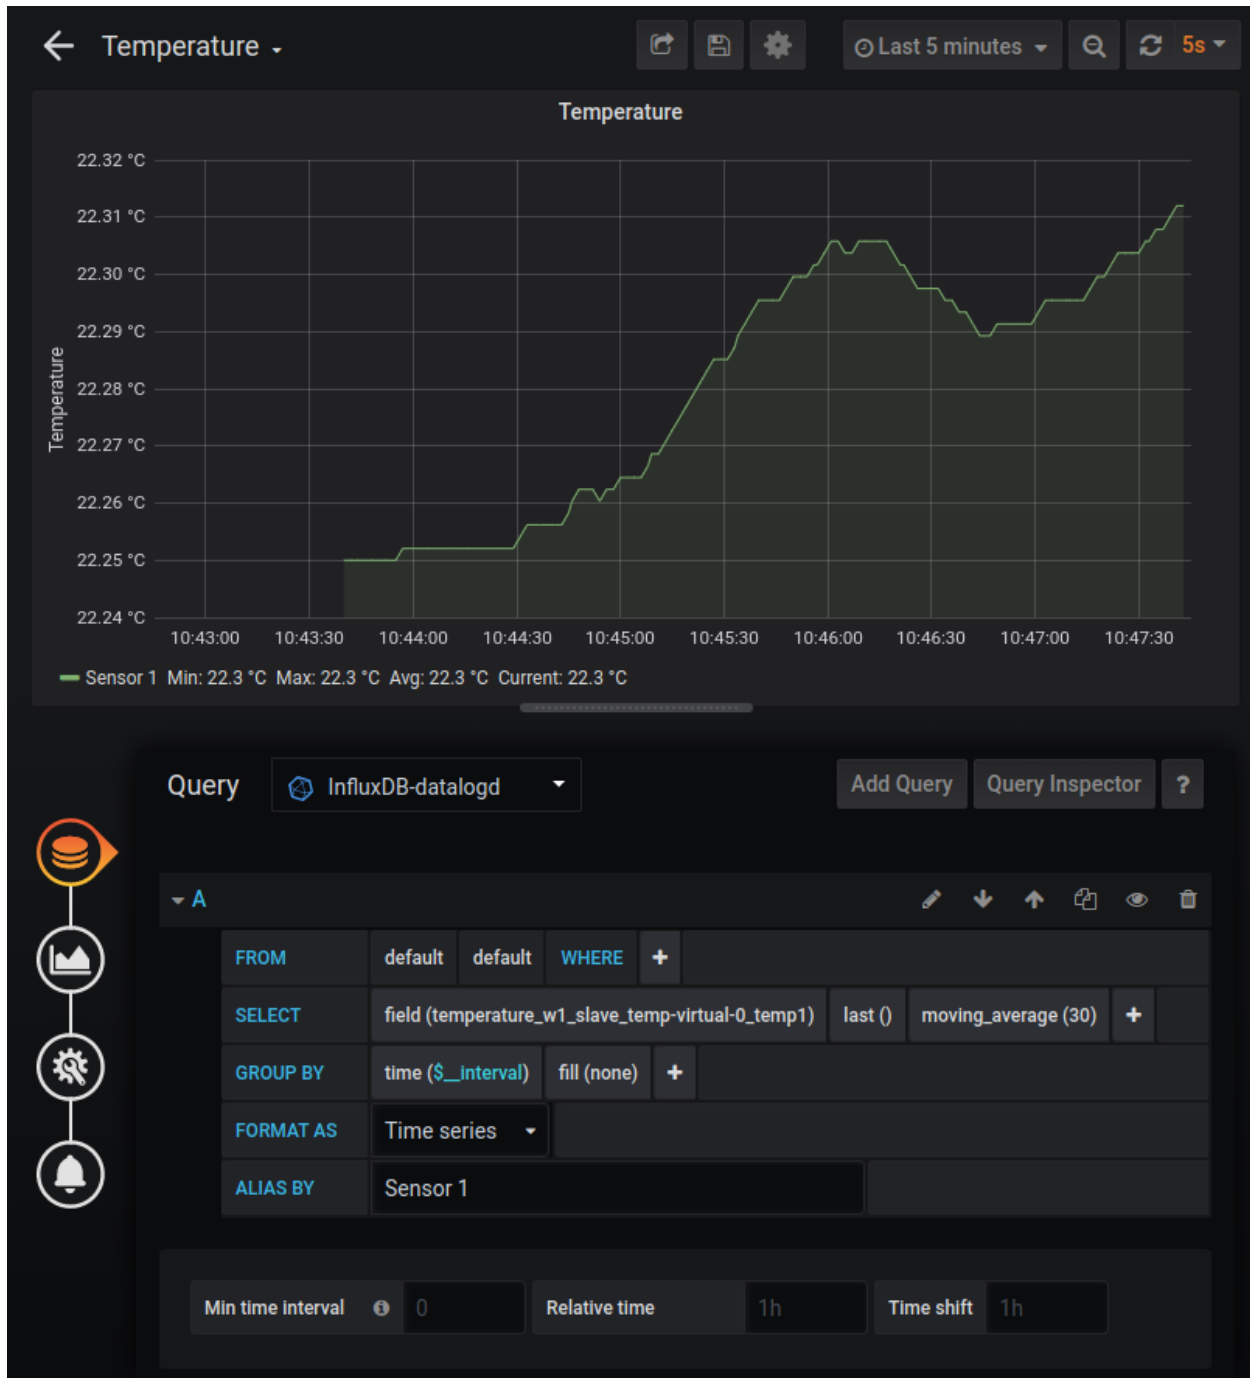 Temperature
Last 5 minutes
5s
Temperature
22.32 °C
22.31 °C
22.30 °C
22.29 °C
22.28 °C
22.27 °C
22.26 °C
22.25 °C
22.24 °C
Temperature
10:43:00 10:43:30 10:44:00 10:44:30 10:45:00 10:45:30 10:46:00 10:46:30 10:47:00 10:47:30
Sensor 1 Min: 22.3 °C Max: 22.3 °C Avg: 22.3 °C Current: 22.3 °C
Query InfluxDB-datalogd Add Query Query Inspector ?
A
FROM default default WHERE +
SELECT field (temperature_w1_slave_temp-virtual-0_temp1) last () moving_average (30) +
GROUP BY time ($__interval) fill (none) +
FORMAT AS Time series
ALIAS BY Sensor 1
Min time interval 0 Relative time 1h Time shift 1h